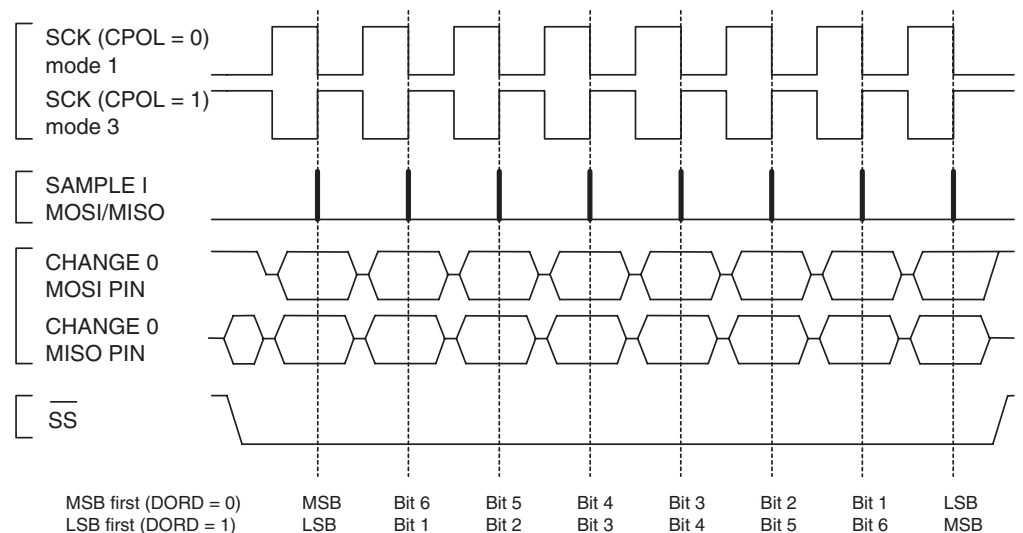 SCK (CPOL = 0)
mode 1
SCK (CPOL = 1)
mode 3
SAMPLE I
MOSI/MISO
CHANGE 0
MOSI PIN
CHANGE 0
MISO PIN
SS
MSB first (DORD = 0) MSB Bit 6 Bit 5 Bit 4 Bit 3 Bit 2 Bit 1 LSB
LSB first (DORD = 1) LSB Bit 1 Bit 2 Bit 3 Bit 4 Bit 5 Bit 6 MSB